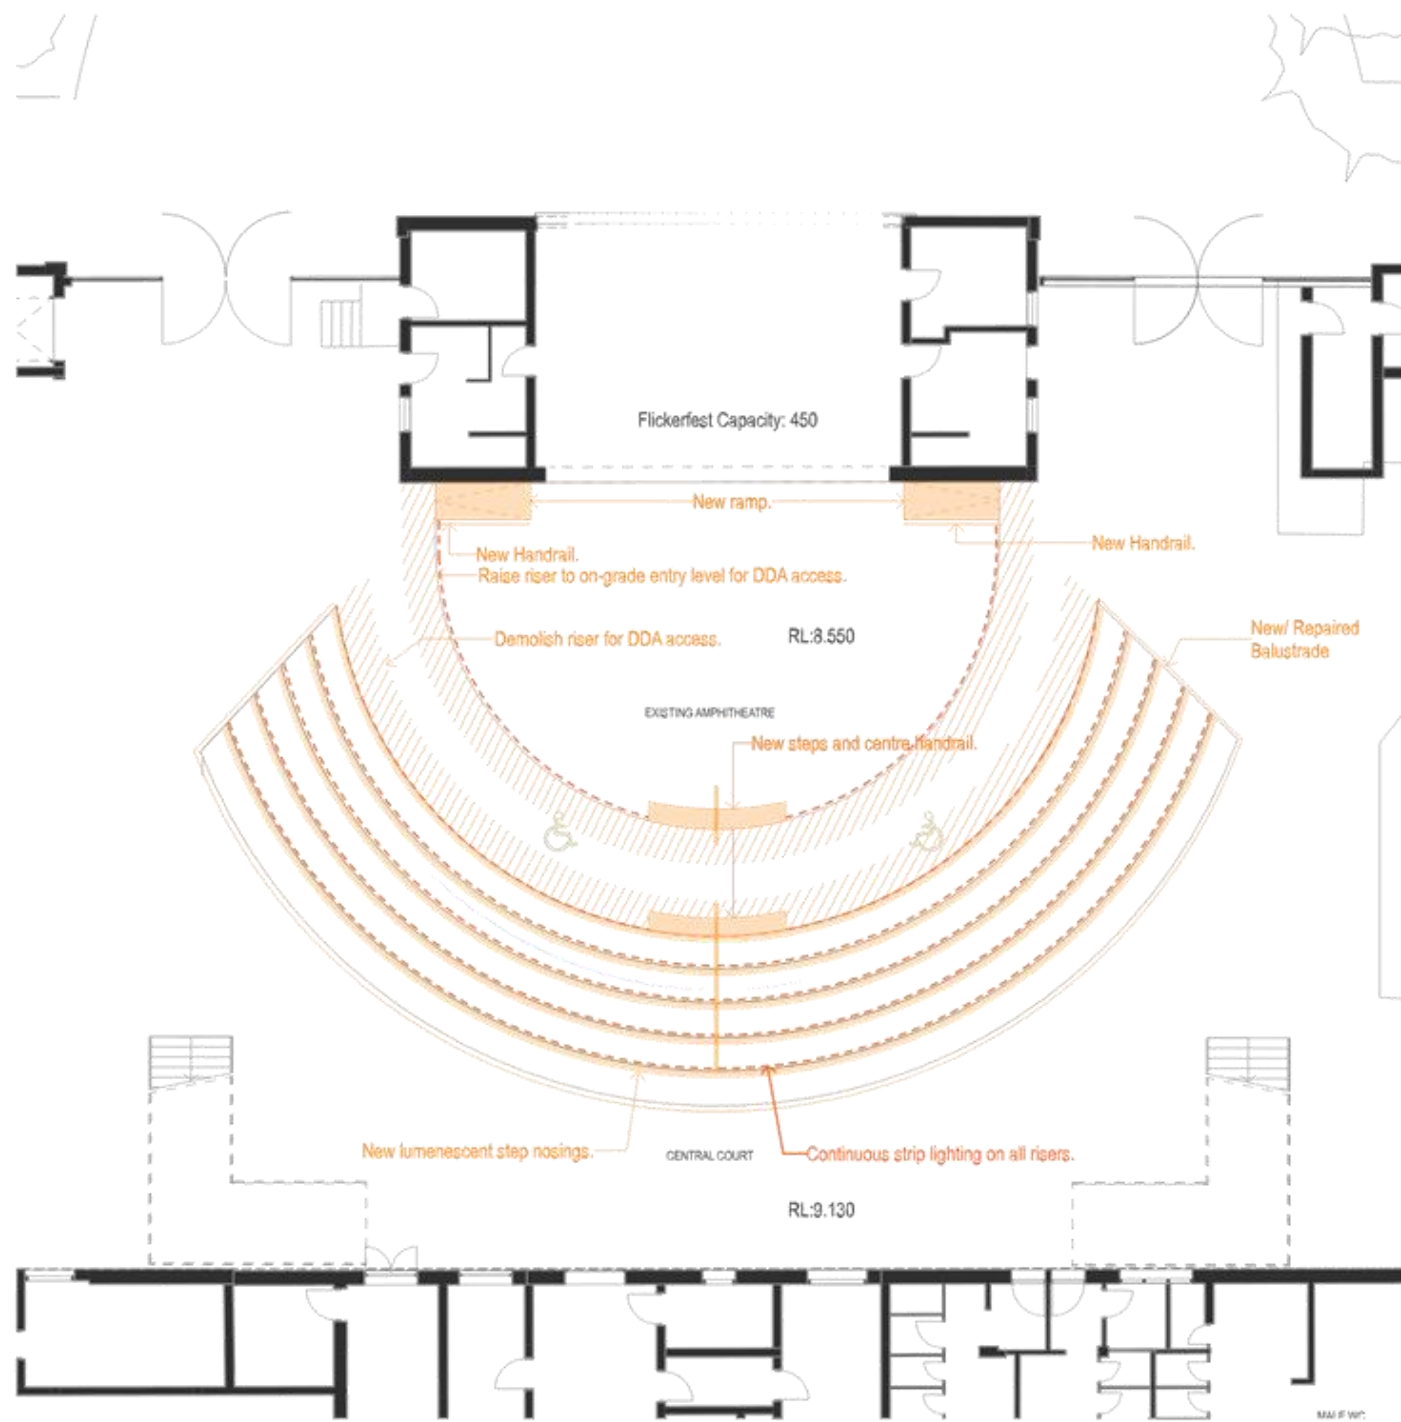 Flickerfest Capacity: 450
New ramp.
New Handrail.
New Handrail.
Raise riser to on-grade entry level for DDA access.
Demolish riser for DDA access.
RL:8.550
New/ Repaired
Balustrade
EXISTING AMPHITHEATRE
New steps and centre handrail.
New lumenescent step nosings.
CENTRAL COURT
Continuous strip lighting on all risers.
RL:9.130
MALE WC